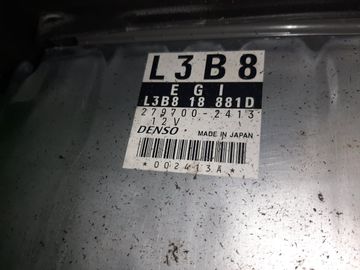 L3B8
EGI
L3B8 18 881D
279700-2413
12V
DENSO MADE IN JAPAN
*002413A*